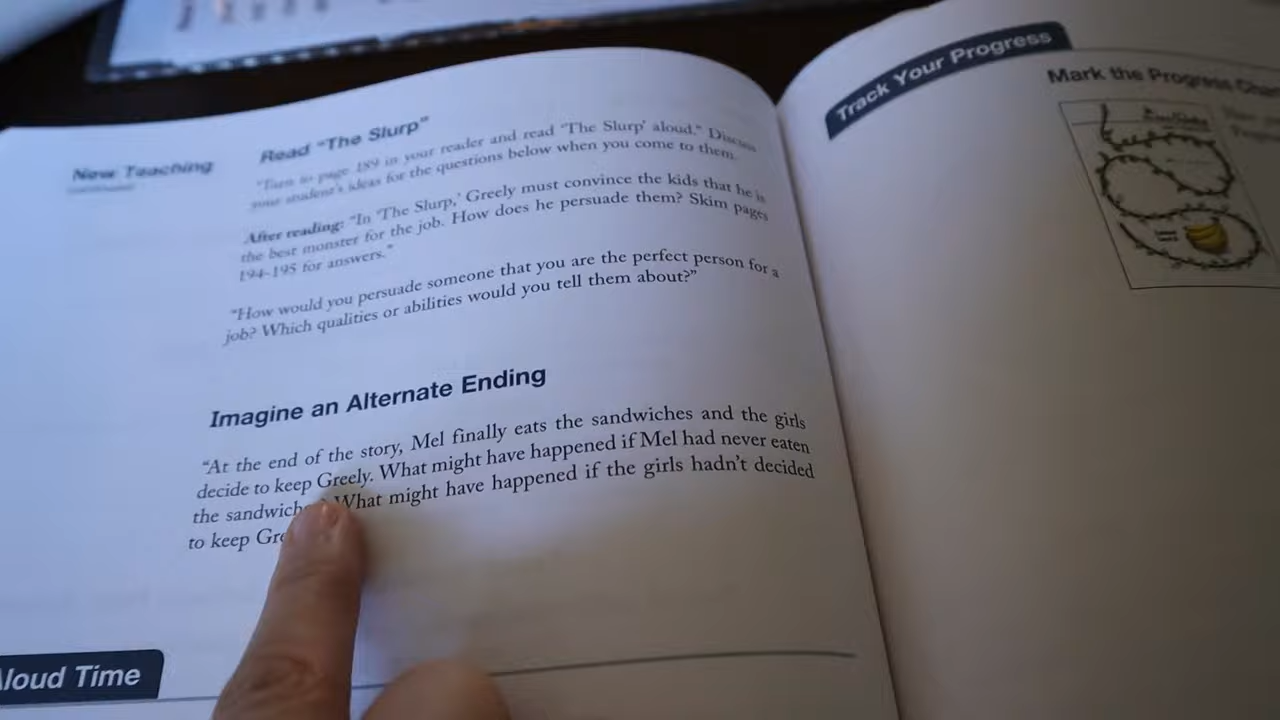 New Teaching
Read "The Slurp"
"Turn to page 189 in your reader and read 'The Slurp' aloud." Discuss
your student's ideas for the questions below when you come to them.
After reading: "In 'The Slurp,' Greely must convince the kids that he is
the best monster for the job. How does he persuade them? Skim pages
194–195 for answers."
"How would you persuade someone that you are the perfect person for a
job? Which qualities or abilities would you tell them about?"
Imagine an Alternate Ending
"At the end of the story, Mel finally eats the sandwiches and the girls
decide to keep Greely. What might have happened if Mel had never eaten
the sandwich What might have happened if the girls hadn't decided
to keep Gre
Aloud Time
Track Your Progress
Mark the Progress Char